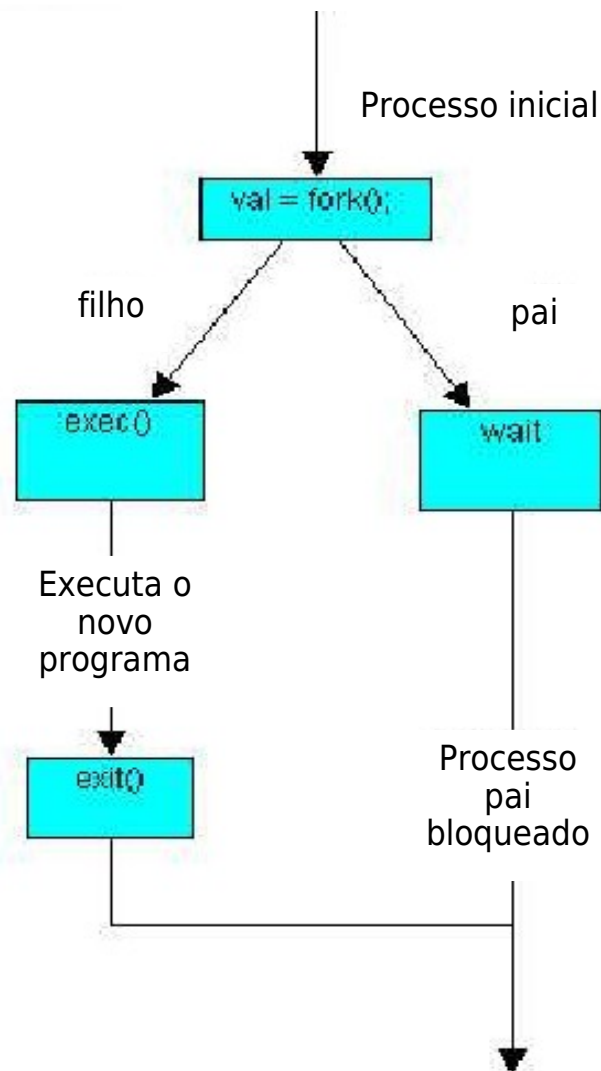 Processo inicial
val = fork();
filho
pai
exec()
wait
Executa o
novo
programa
exit()
Processo
pai
bloqueado